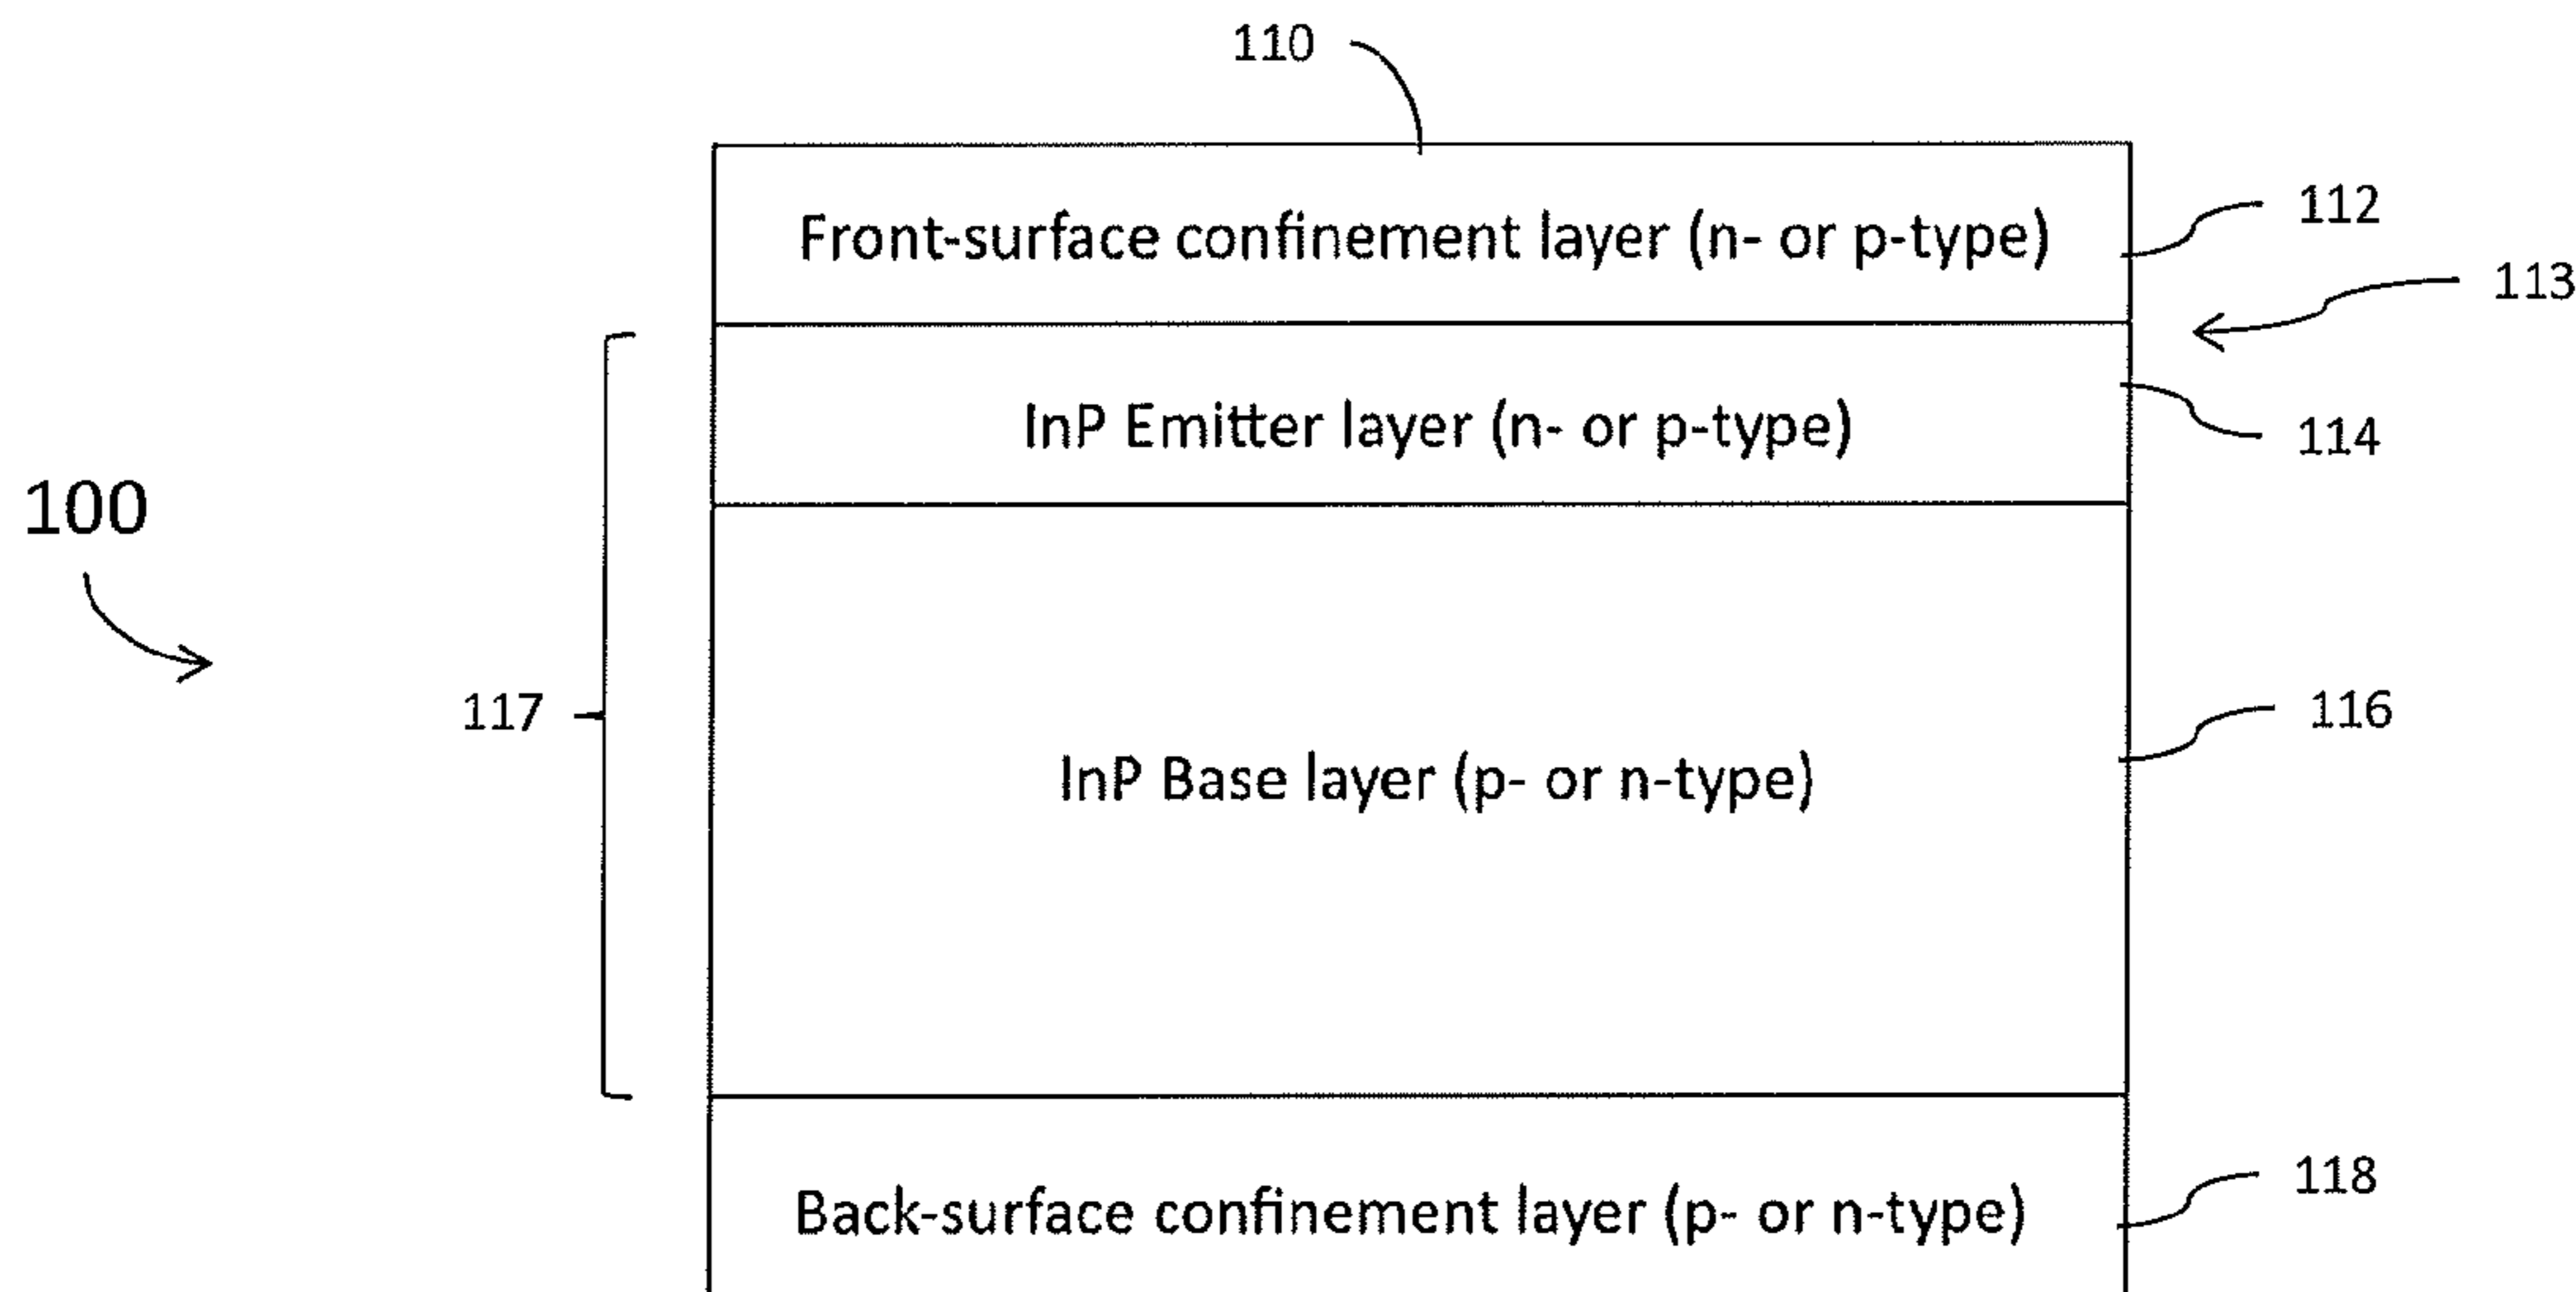 110
Front-surface confinement layer (n- or p-type)
112
113
InP Emitter layer (n- or p-type)
114
100
117
116
InP Base layer (p- or n-type)
118
Back-surface confinement layer (p- or n-type)